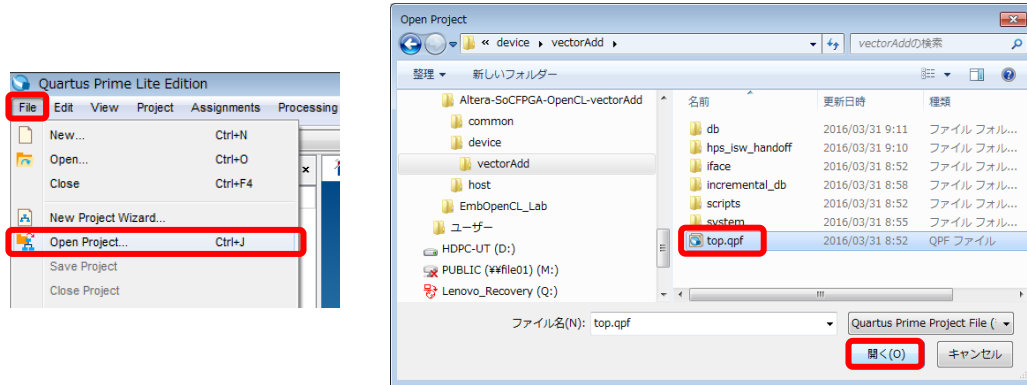 Quartus Prime Lite Edition
File Edit View Project Assignments Processing
New... Ctrl+N
Open... Ctrl+O
Close Ctrl+F4
New Project Wizard...
Open Project... Ctrl+J
Save Project
Close Project
Open Project
« device vectorAdd
vectorAddの検索
整理 新しいフォルダー
Altera-SoCFPGA-OpenCL-vectorAdd
common
device
vectorAdd
host
EmbOpenCL_Lab
ユーザー
HDPC-UT (D:)
PUBLIC (¥¥file01) (M:)
Lenovo_Recovery (Q:)
名前 更新日時 種類
db 2016/03/31 9:11 ファイル フォル...
hps_isw_handoff 2016/03/31 9:10 ファイル フォル...
iface 2016/03/31 8:52 ファイル フォル...
incremental_db 2016/03/31 8:58 ファイル フォル...
scripts 2016/03/31 8:52 ファイル フォル...
system 2016/03/31 8:55 ファイル フォル...
top.qpf 2016/03/31 8:52 QPF ファイル
ファイル名(N): top.qpf
Quartus Prime Project File (
開く(O) キャンセル